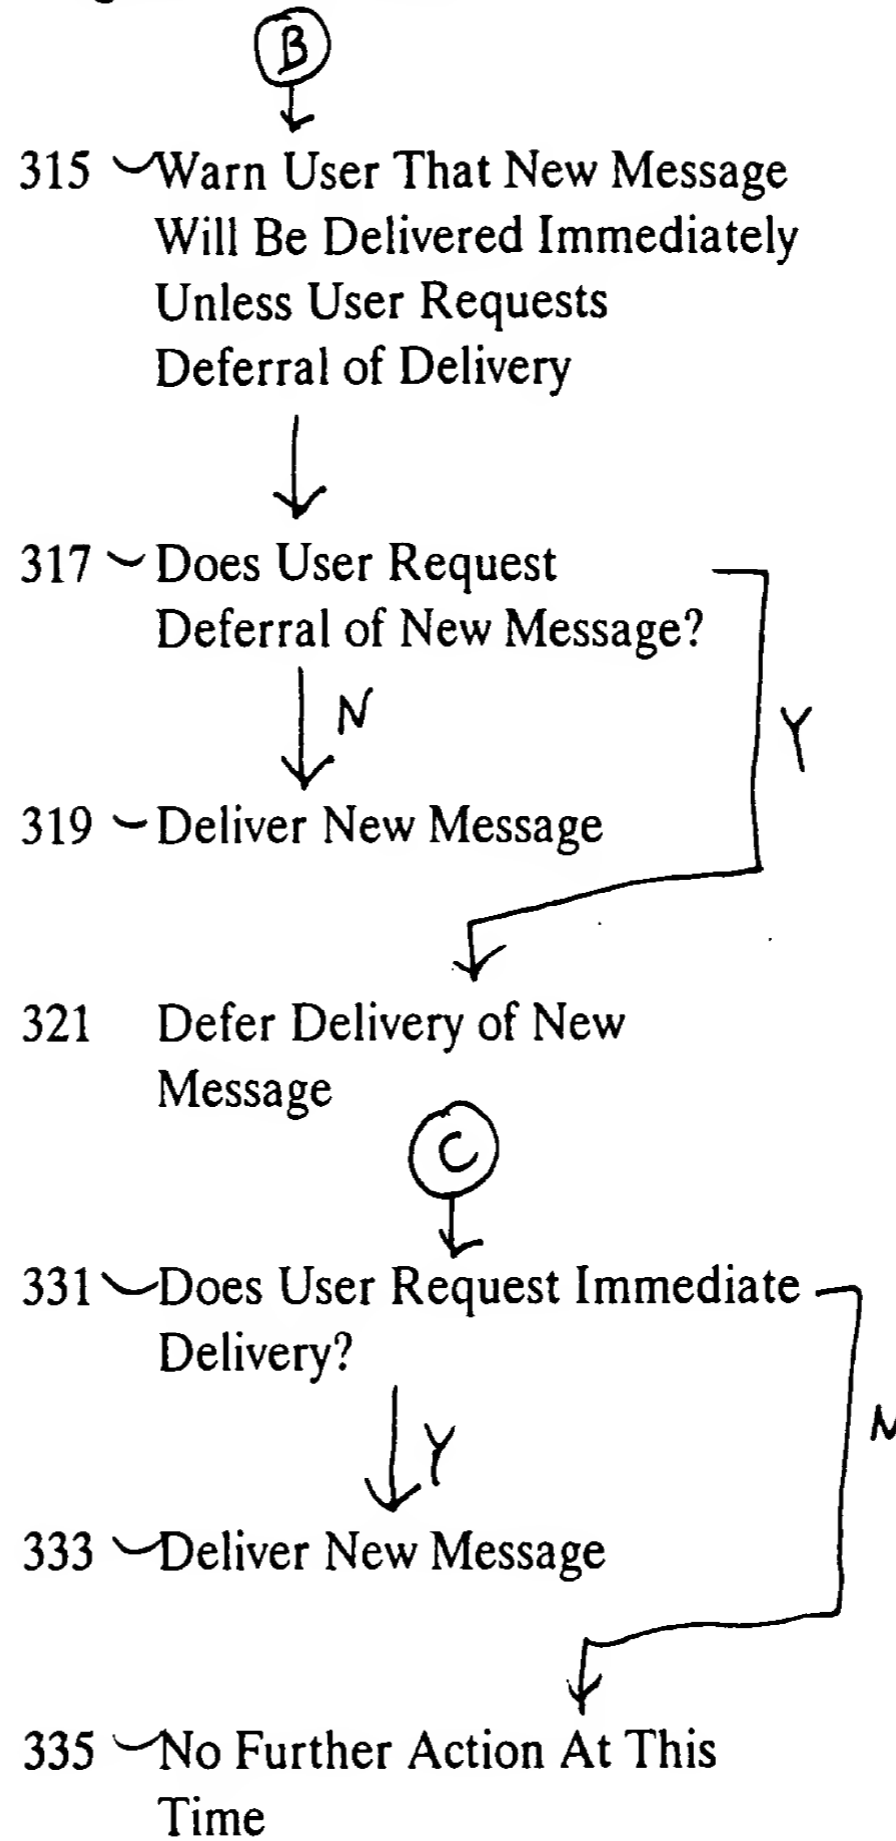 B
315 Warn User That New Message
Will Be Delivered Immediately
Unless User Requests
Deferral of Delivery
317 Does User Request
Deferral of New Message?
N
Y
319 Deliver New Message
321 Defer Delivery of New
Message
C
331 Does User Request Immediate
Delivery?
N
Y
333 Deliver New Message
335 No Further Action At This
Time